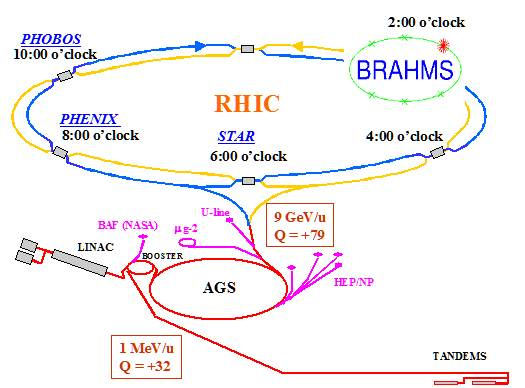 2:00 o'clock
PHOBOS
10:00 o'clock
BRAHMS
RHIC
PHENIX
8:00 o'clock
STAR
6:00 o'clock
4:00 o'clock
9 GeV/u
Q = +79
U-line
BAF (NASA)
μg-2
LINAC
BOOSTER
AGS
HEP/NP
1 MeV/u
Q = +32
TANDEMS